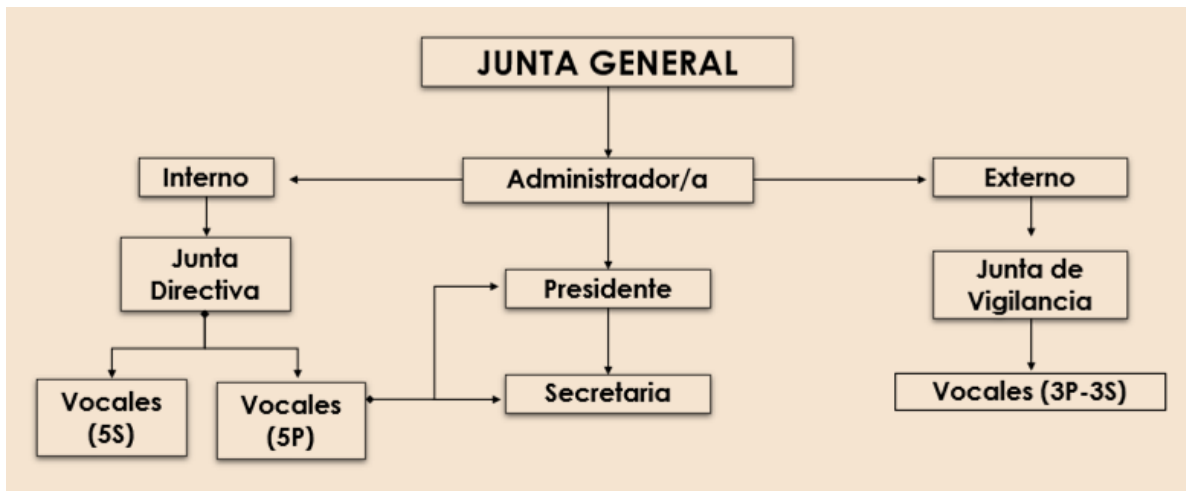 JUNTA GENERAL
Interno
Administrador/a
Externo
Junta
Directiva
Presidente
Junta de
Vigilancia
Vocales
(5S)
Vocales
(5P)
Secretaria
Vocales (3P-3S)